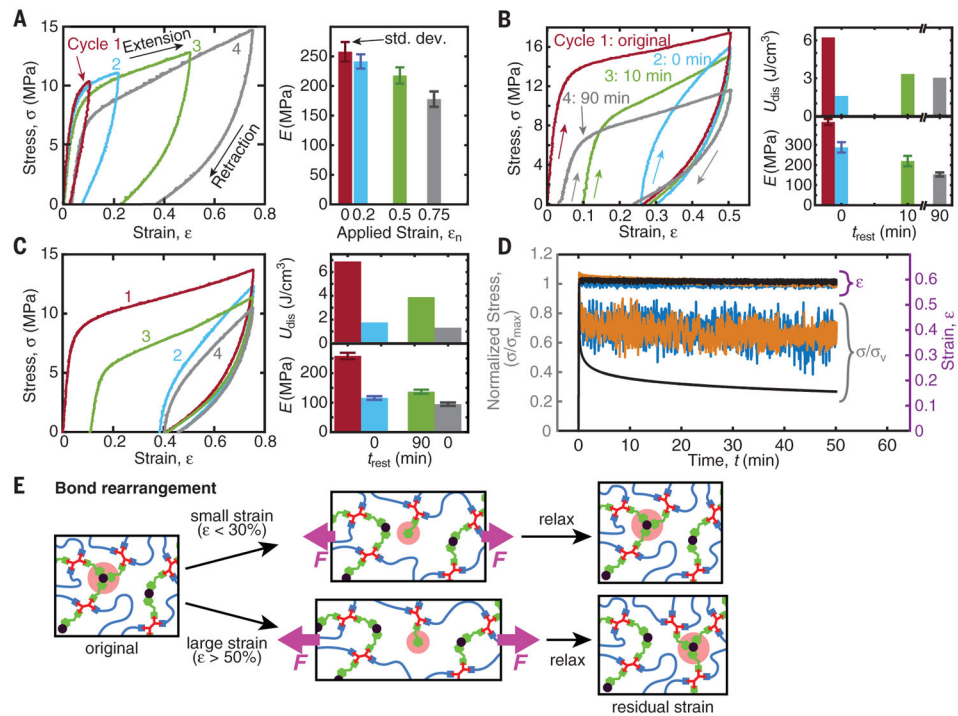 A
15
10
5
0
Stress, σ (MPa)
0
0.2
0.4
0.6
0.8
Strain, ε
Cycle 1
Extension
2
3
4
Retraction
300
250
200
150
100
50
0
E (MPa)
std. dev.
0
0.2
0.5
0.75
Applied Strain, εn
B
16
12
8
4
0
Stress, σ (MPa)
0
0.1
0.2
0.3
0.4
0.5
Strain, ε
Cycle 1: original
2: 0 min
3: 10 min
4: 90 min
6
3
0
Udis (J/cm³)
300
200
100
0
E (MPa)
0
10
90
trest (min)
C
15
10
5
0
Stress, σ (MPa)
0
0.2
0.4
0.6
0.8
Strain, ε
1
2
3
4
6
4
2
0
Udis (J/cm³)
200
100
0
E (MPa)
0
90
0
trest (min)
D
1.2
1
0.8
0.6
0.4
0.2
0
Normalized Stress,
(σ/σmax)
0
10
20
30
40
50
60
Time, t (min)
ε
σ/σv
0.6
0.5
0.4
0.3
0.2
0.1
0
Strain, ε
E
Bond rearrangement
original
small strain
(ε < 30%)
large strain
(ε > 50%)
F
F
relax
F
F
relax
residual strain